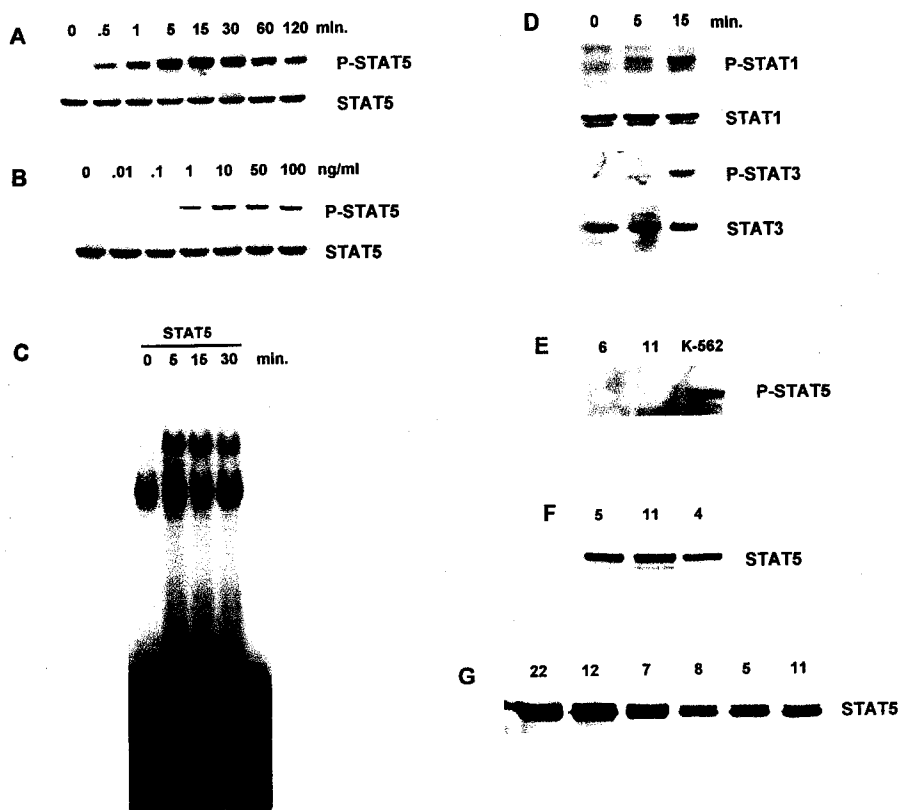 A
0 .5 1 5 15 30 60 120 min.
P-STAT5
STAT5
B
0 .01 .1 1 10 50 100 ng/ml
P-STAT5
STAT5
C
STAT5
0 5 15 30 min.
D
0 5 15 min.
P-STAT1
STAT1
P-STAT3
STAT3
E
6 11 K-562
P-STAT5
F
5 11 4
STAT5
G
22 12 7 8 5 11
STAT5